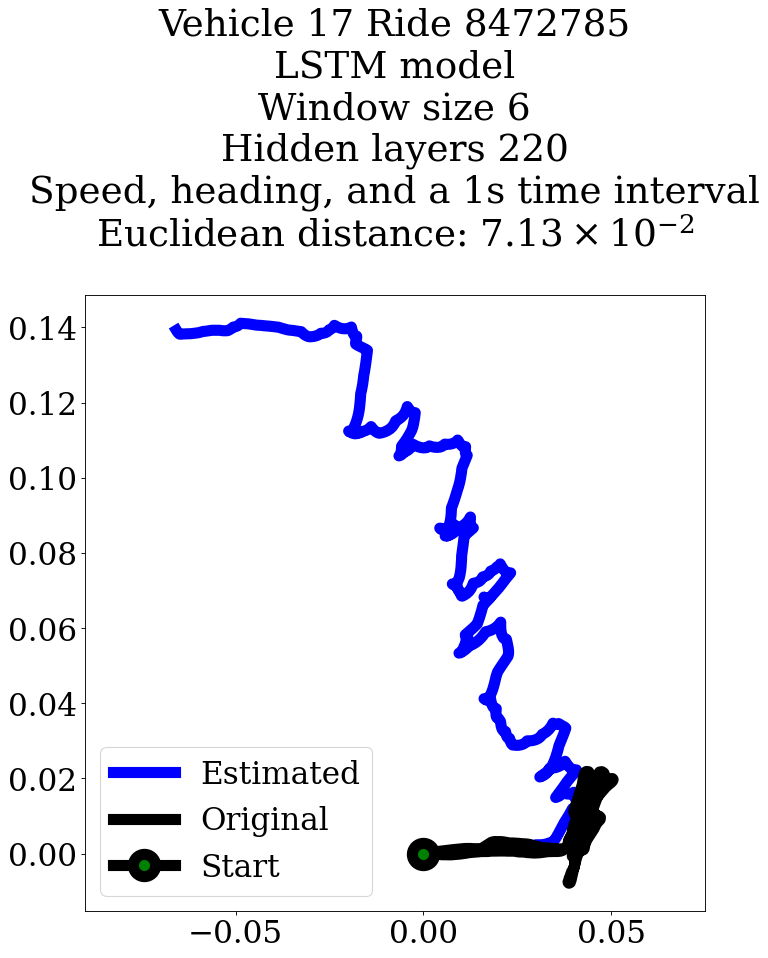 Vehicle 17 Ride 8472785
LSTM model
Window size 6
Hidden layers 220
Speed, heading, and a 1s time interval
Euclidean distance: 7.13 × 10⁻²
0.14
0.12
0.10
0.08
0.06
0.04
0.02
0.00
Estimated
Original
Start
−0.05 0.00 0.05